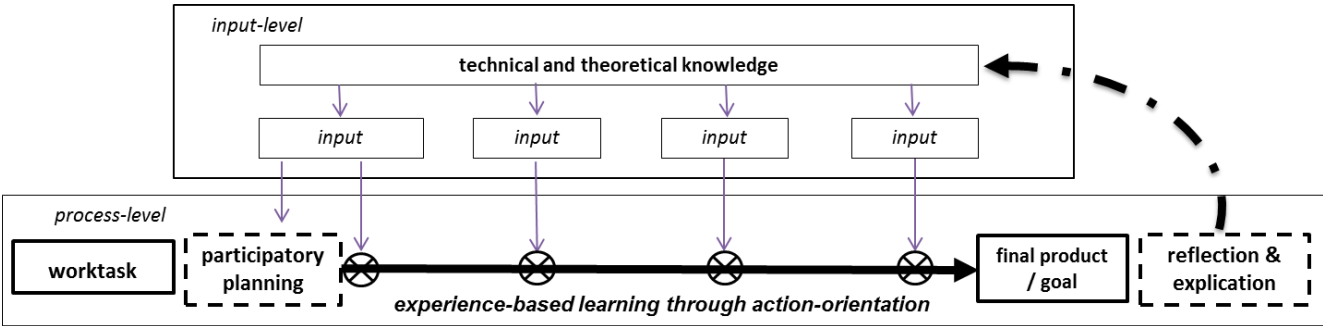 input-level
technical and theoretical knowledge
input
input
input
input
process-level
worktask
participatory
planning
final product
/ goal
reflection &
explication
experience-based learning through action-orientation